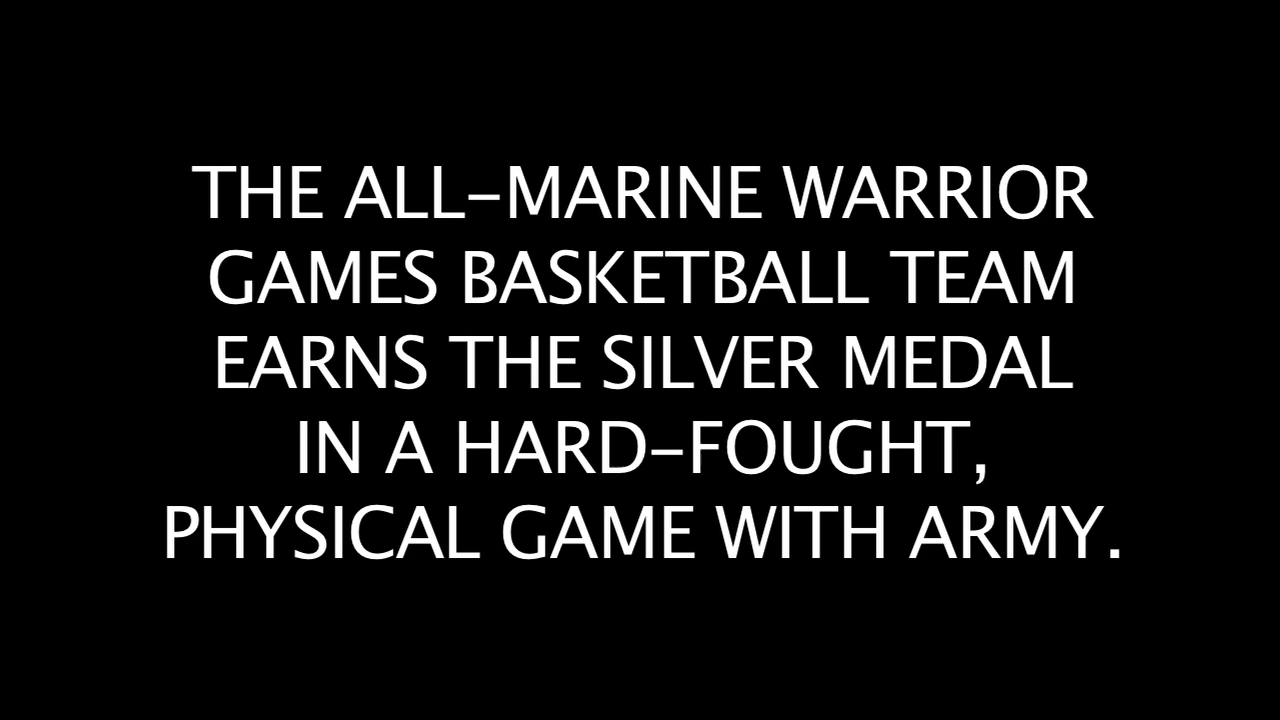 THE ALL-MARINE WARRIOR
GAMES BASKETBALL TEAM
EARNS THE SILVER MEDAL
IN A HARD-FOUGHT,
PHYSICAL GAME WITH ARMY.